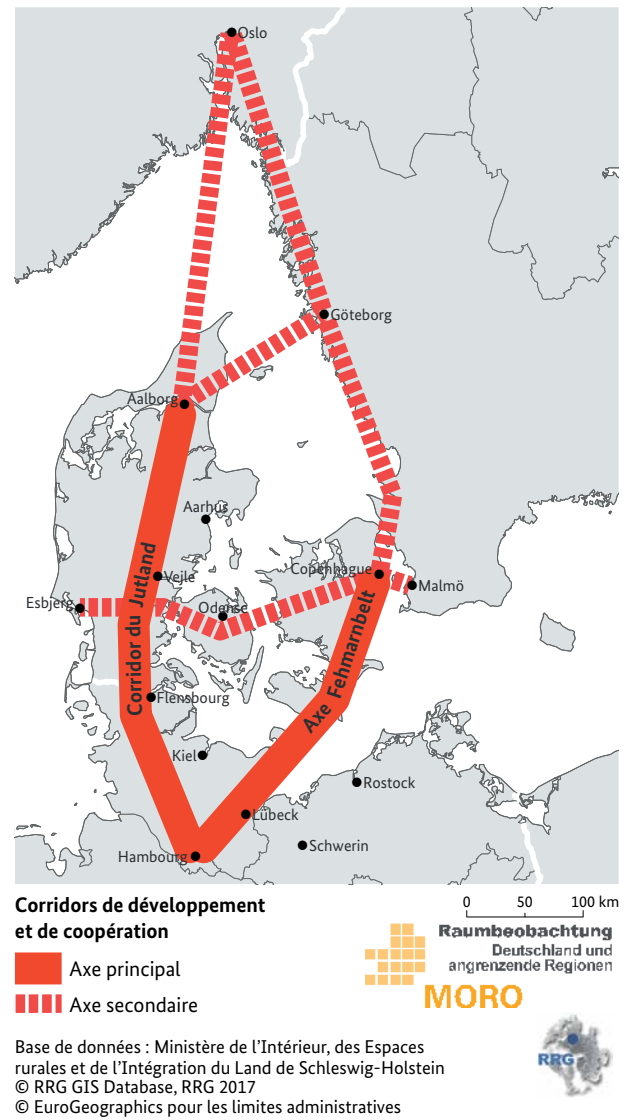 Oslo
Göteborg
Aalborg
Aarhus
Corridor du Jutland
Vejle
Copenhague
Malmö
Esbjerg
Odense
Axe Fehmarnbelt
Flensbourg
Kiel
Rostock
Lübeck
Schwerin
Hambourg
Corridors de développement
et de coopération
Axe principal
Axe secondaire
0 50 100 km
Raumbeobachtung
Deutschland und
angrenzende Regionen
MORO
RRG
Base de données : Ministère de l'Intérieur, des Espaces
rurales et de l'Intégration du Land de Schleswig-Holstein
© RRG GIS Database, RRG 2017
© EuroGeographics pour les limites administratives